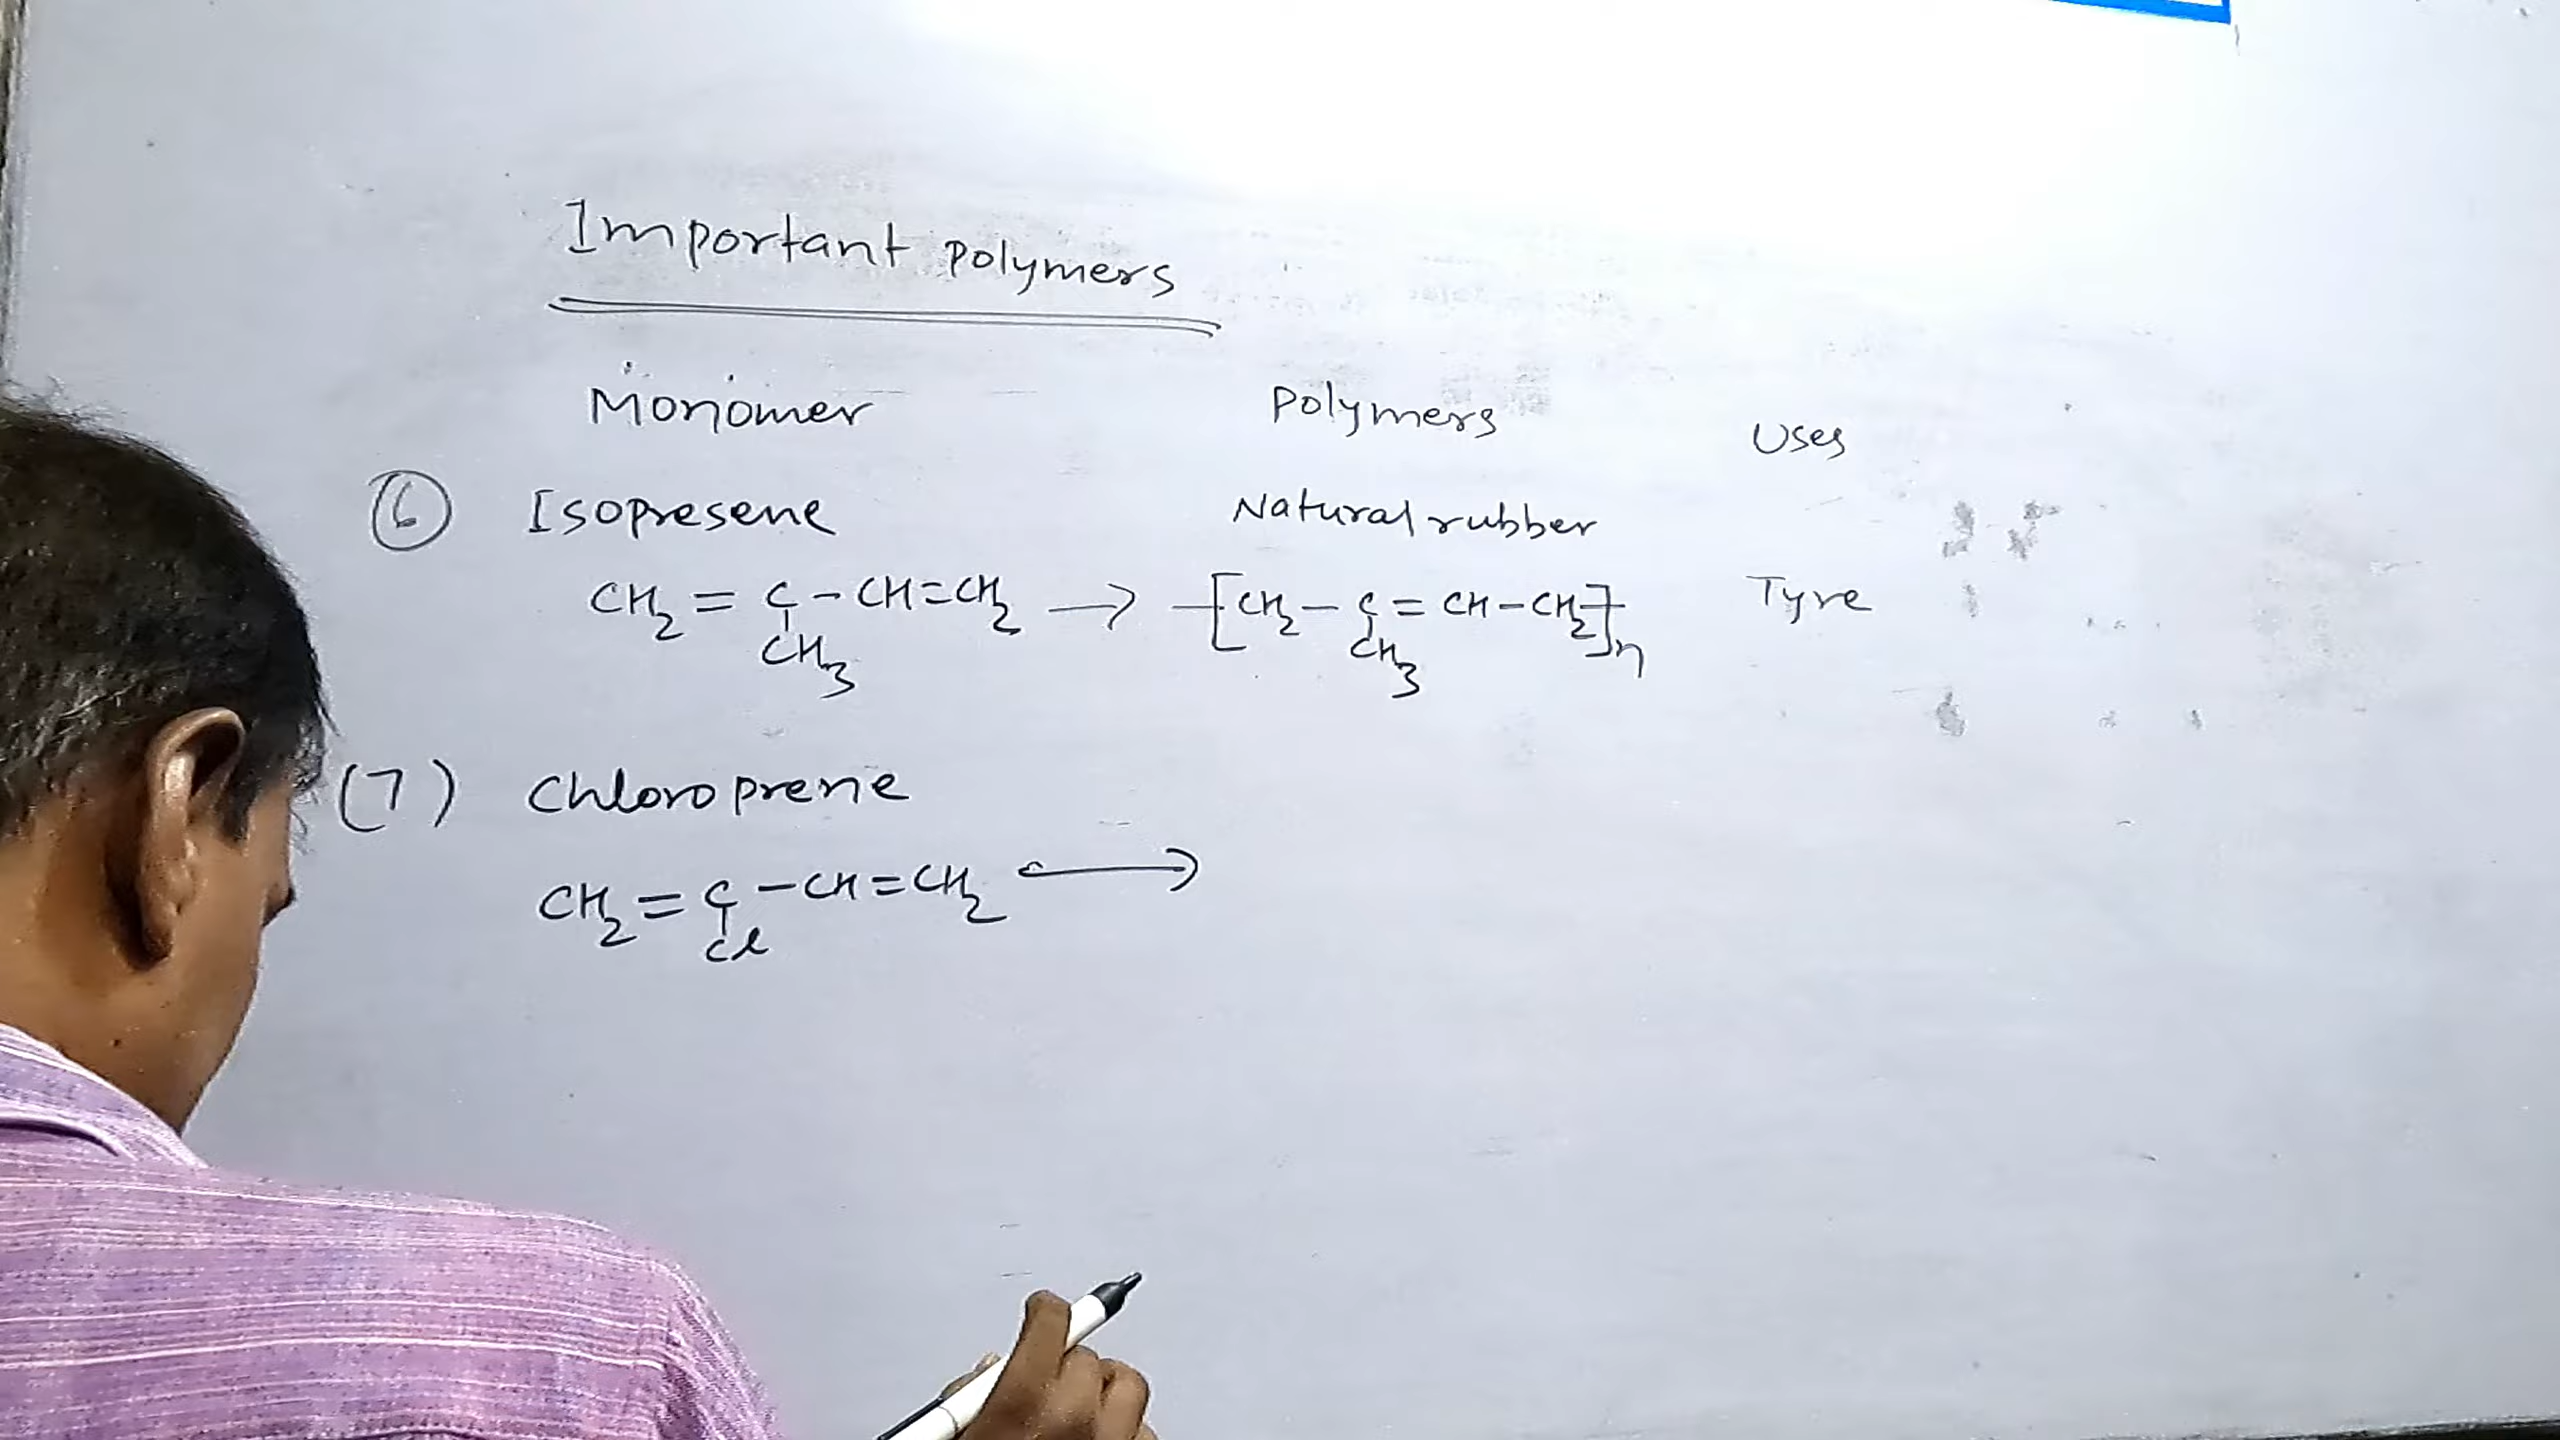 Important Polymers
Monomer Polymers Uses
6 Isopresene Natural rubber
CH2 = C - CH = CH2 → [CH2 - C = CH - CH2]n Tyre
CH3 CH3
(7) Chloroprene
CH2 = C - CH = CH2 →
Cl